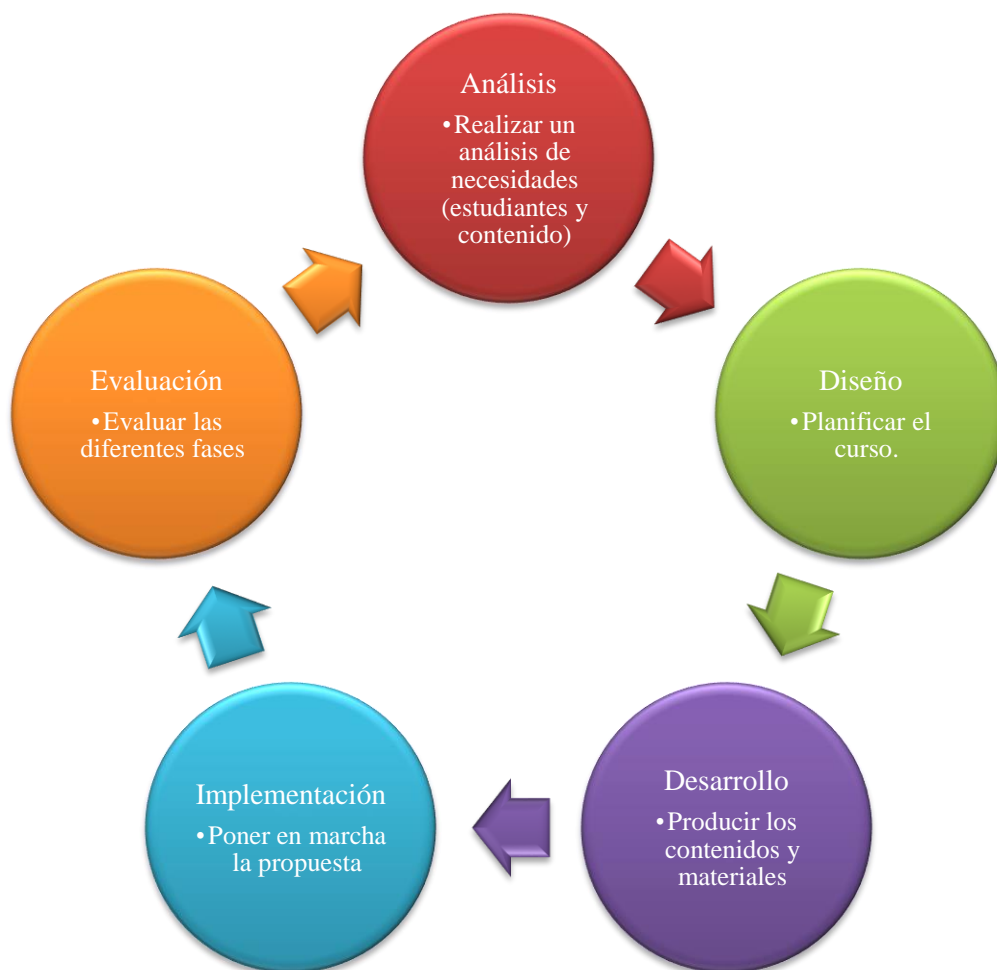 Análisis
•Realizar un
análisis de
necesidades
(estudiantes y
contenido)
Diseño
•Planificar el
curso.
Desarrollo
•Producir los
contenidos y
materiales
Implementación
•Poner en marcha
la propuesta
Evaluación
•Evaluar las
diferentes fases